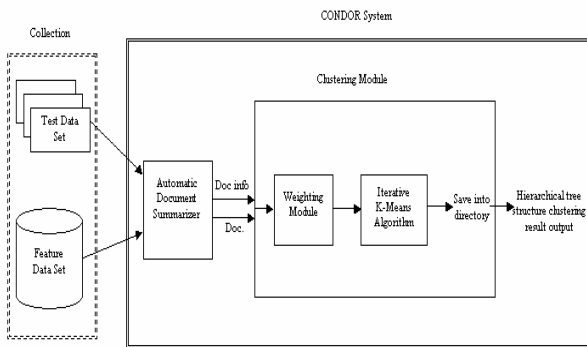 CONDOR System
Collection
Clustering Module
Test Data
Set
Feature
Data Set
Automatic
Document
Summarizer
Doc info
Doc.
Weighting
Module
Iterative
K-Means
Algorithm
Save into
directory
Hierarchical tree
structure clustering
result output